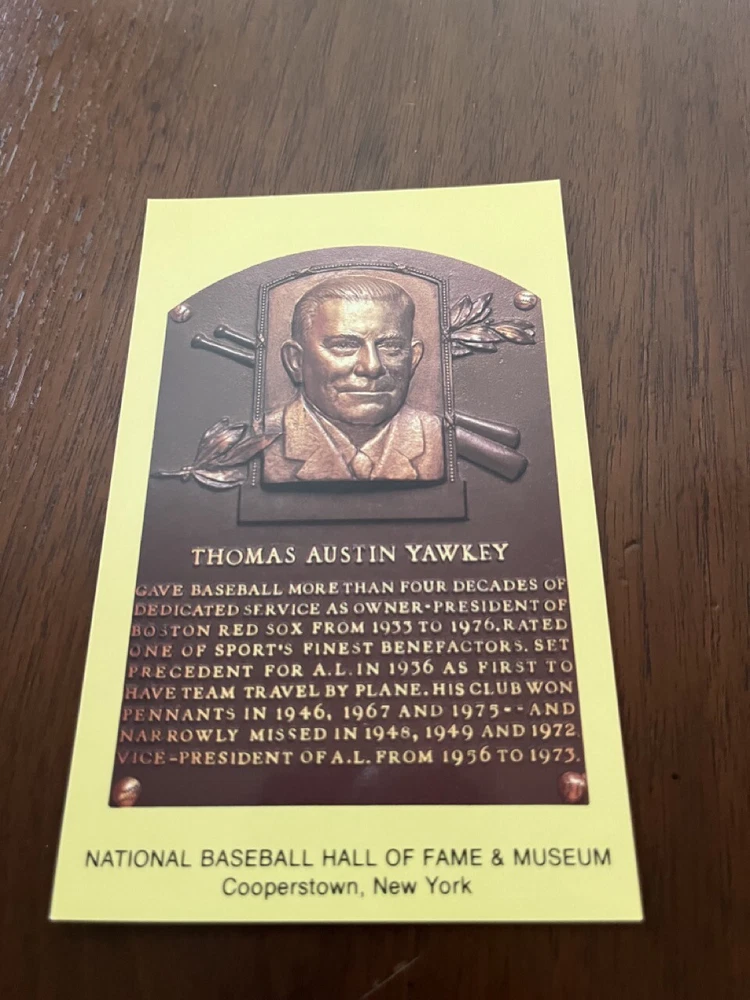 THOMAS AUSTIN YAWKEY
GAVE BASEBALL MORE THAN FOUR DECADES OF
DEDICATED SERVICE AS OWNER-PRESIDENT OF
BOSTON RED SOX FROM 1933 TO 1976. RATED
ONE OF SPORT'S FINEST BENEFACTORS. SET
PRECEDENT FOR A.L. IN 1936 AS FIRST TO
HAVE TEAM TRAVEL BY PLANE. HIS CLUB WON
PENNANTS IN 1946, 1967 AND 1975-- AND
NARROWLY MISSED IN 1948, 1949 AND 1972.
VICE-PRESIDENT OF A.L. FROM 1956 TO 1973.
NATIONAL BASEBALL HALL OF FAME & MUSEUM
Cooperstown, New York